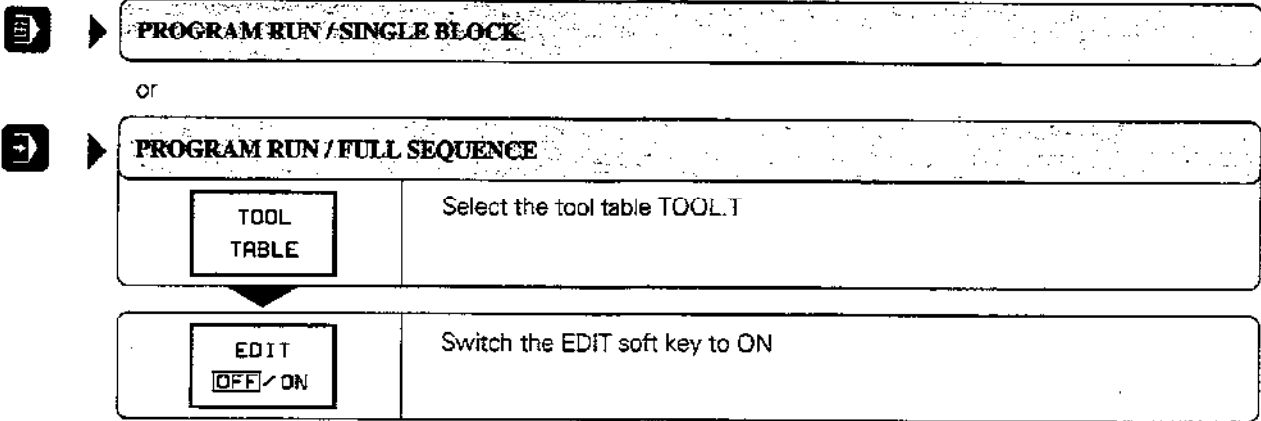 PROGRAM RUN / SINGLE BLOCK
or
PROGRAM RUN / FULL SEQUENCE
TOOL
TABLE
Select the tool table TOOL.T
EDIT
OFF / ON
Switch the EDIT soft key to ON